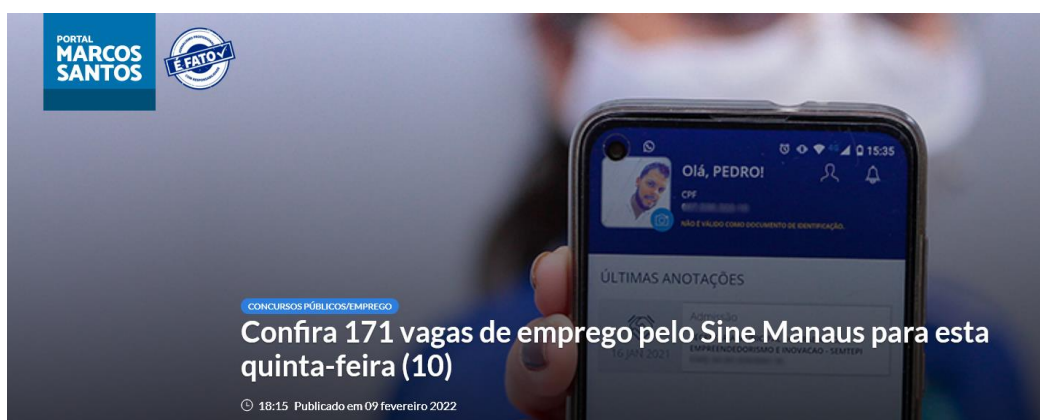 PORTAL
MARCOS
SANTOS
É FATO
15:35
Olá, PEDRO!
CPF
NÃO É VÁLIDO COMO DOCUMENTO DE IDENTIFICAÇÃO.
ÚLTIMAS ANOTAÇÕES
Admissão
16 JAN 2021
EMPREENDEDORISMO E INOVACAO - SEMTEPI
CONCURSOS PÚBLICOS/EMPREGO
Confira 171 vagas de emprego pelo Sine Manaus para esta
quinta-feira (10)
18:15 Publicado em 09 fevereiro 2022